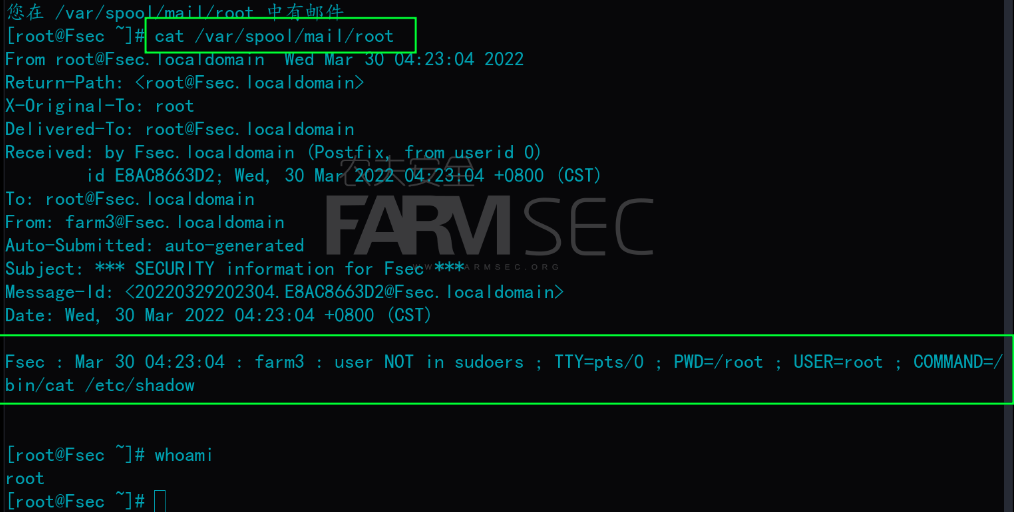 您在 /var/spool/mail/root 中有邮件
[root@Fsec ~]# cat /var/spool/mail/root
From root@Fsec.localdomain  Wed Mar 30 04:23:04 2022
Return-Path: <root@Fsec.localdomain>
X-Original-To: root
Delivered-To: root@Fsec.localdomain
Received: by Fsec.localdomain (Postfix, from userid 0)
        id E8AC8663D2; Wed, 30 Mar 2022 04:23:04 +0800 (CST)
农夫安全
To: root@Fsec.localdomain
From: farm3@Fsec.localdomain
FARMSEC
Auto-Submitted: auto-generated
Subject: *** SECURITY information for Fsec ***
WWW.FARMSEC.ORG
Message-Id: <20220329202304.E8AC8663D2@Fsec.localdomain>
Date: Wed, 30 Mar 2022 04:23:04 +0800 (CST)
Fsec : Mar 30 04:23:04 : farm3 : user NOT in sudoers ; TTY=pts/0 ; PWD=/root ; USER=root ; COMMAND=/
bin/cat /etc/shadow
[root@Fsec ~]# whoami
root
[root@Fsec ~]#